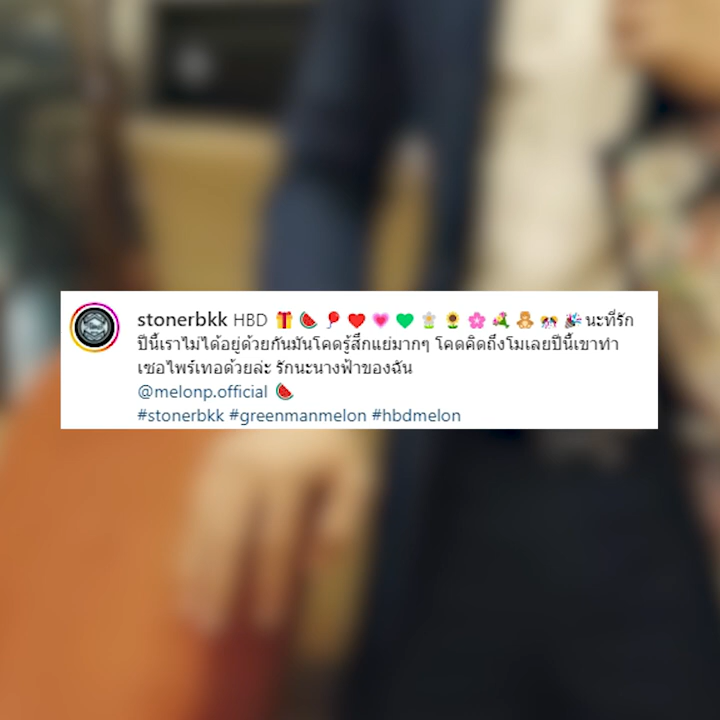 stonerbkk HBD 🎁 🍉 🎈 ❤️ 💗 💚 🌼 🌻 🌸 💐 🧸 🎊 🎉 นะที่รัก
ปีนี้เราไม่ได้อยู่ด้วยกันมันโคดรู้สึกแย่มากๆ โคดคิดถึงโมเลยปีนี้เขาทำ
เซอไพร์เทอด้วยล่ะ รักนะนางฟ้าของฉัน
@melonp.official 🍉
#stonerbkk #greenmanmelon #hbdmelon